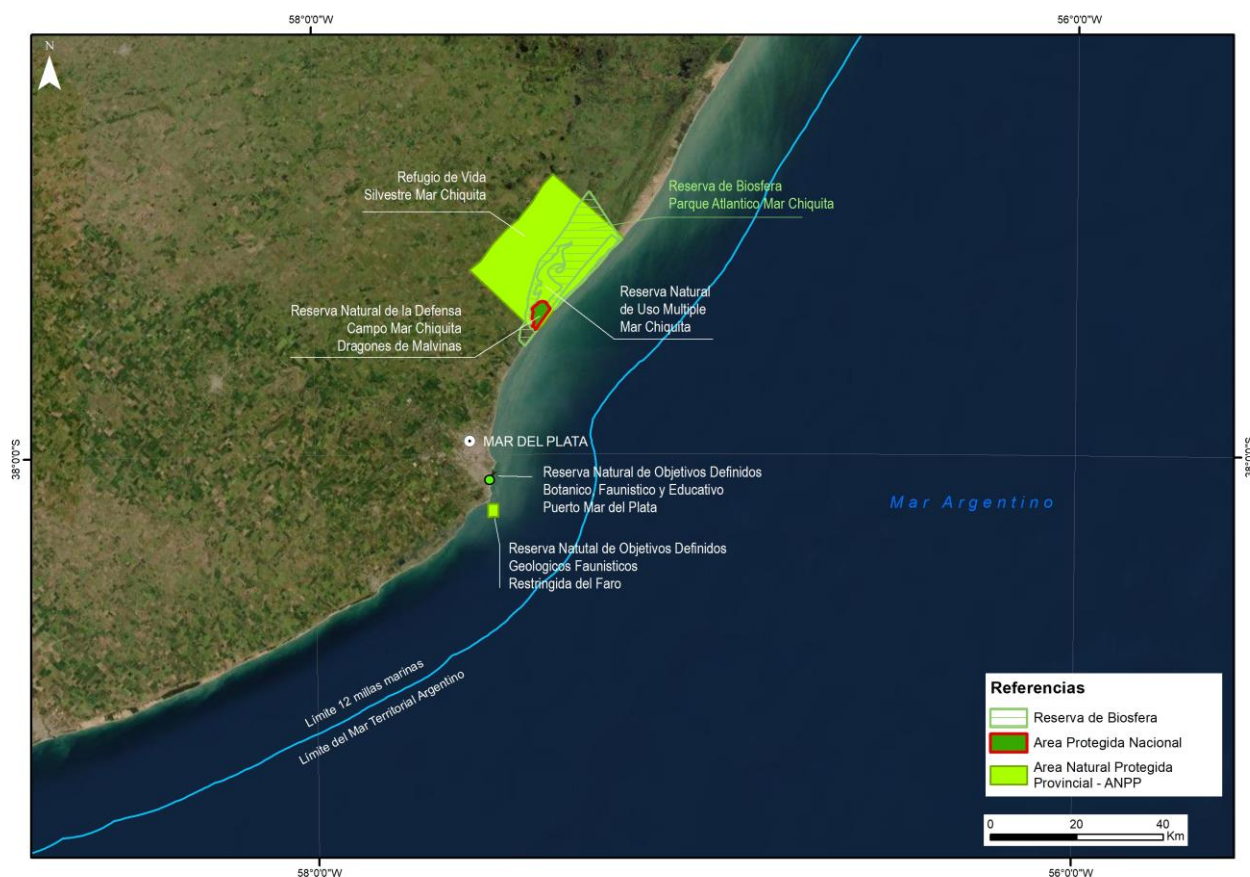 58°0'0"W
56°0'0"W
N
Refugio de Vida
Silvestre Mar Chiquita
Reserva de Biosfera
Parque Atlantico Mar Chiquita
Reserva Natural de la Defensa
Campo Mar Chiquita
Dragones de Malvinas
Reserva Natural
de Uso Multiple
Mar Chiquita
MAR DEL PLATA
38°0'0"S
38°0'0"S
Reserva Natural de Objetivos Definidos
Botanico, Faunistico y Educativo
Puerto Mar del Plata
Mar Argentino
Reserva Natutal de Objetivos Definidos
Geologicos Faunísticos
Restringida del Faro
Límite 12 millas marinas
Límite del Mar Territorial Argentino
Referencias
Reserva de Biosfera
Area Protegida Nacional
Area Natural Protegida
Provincial - ANPP
0 20 40
Km
58°0'0"W
56°0'0"W